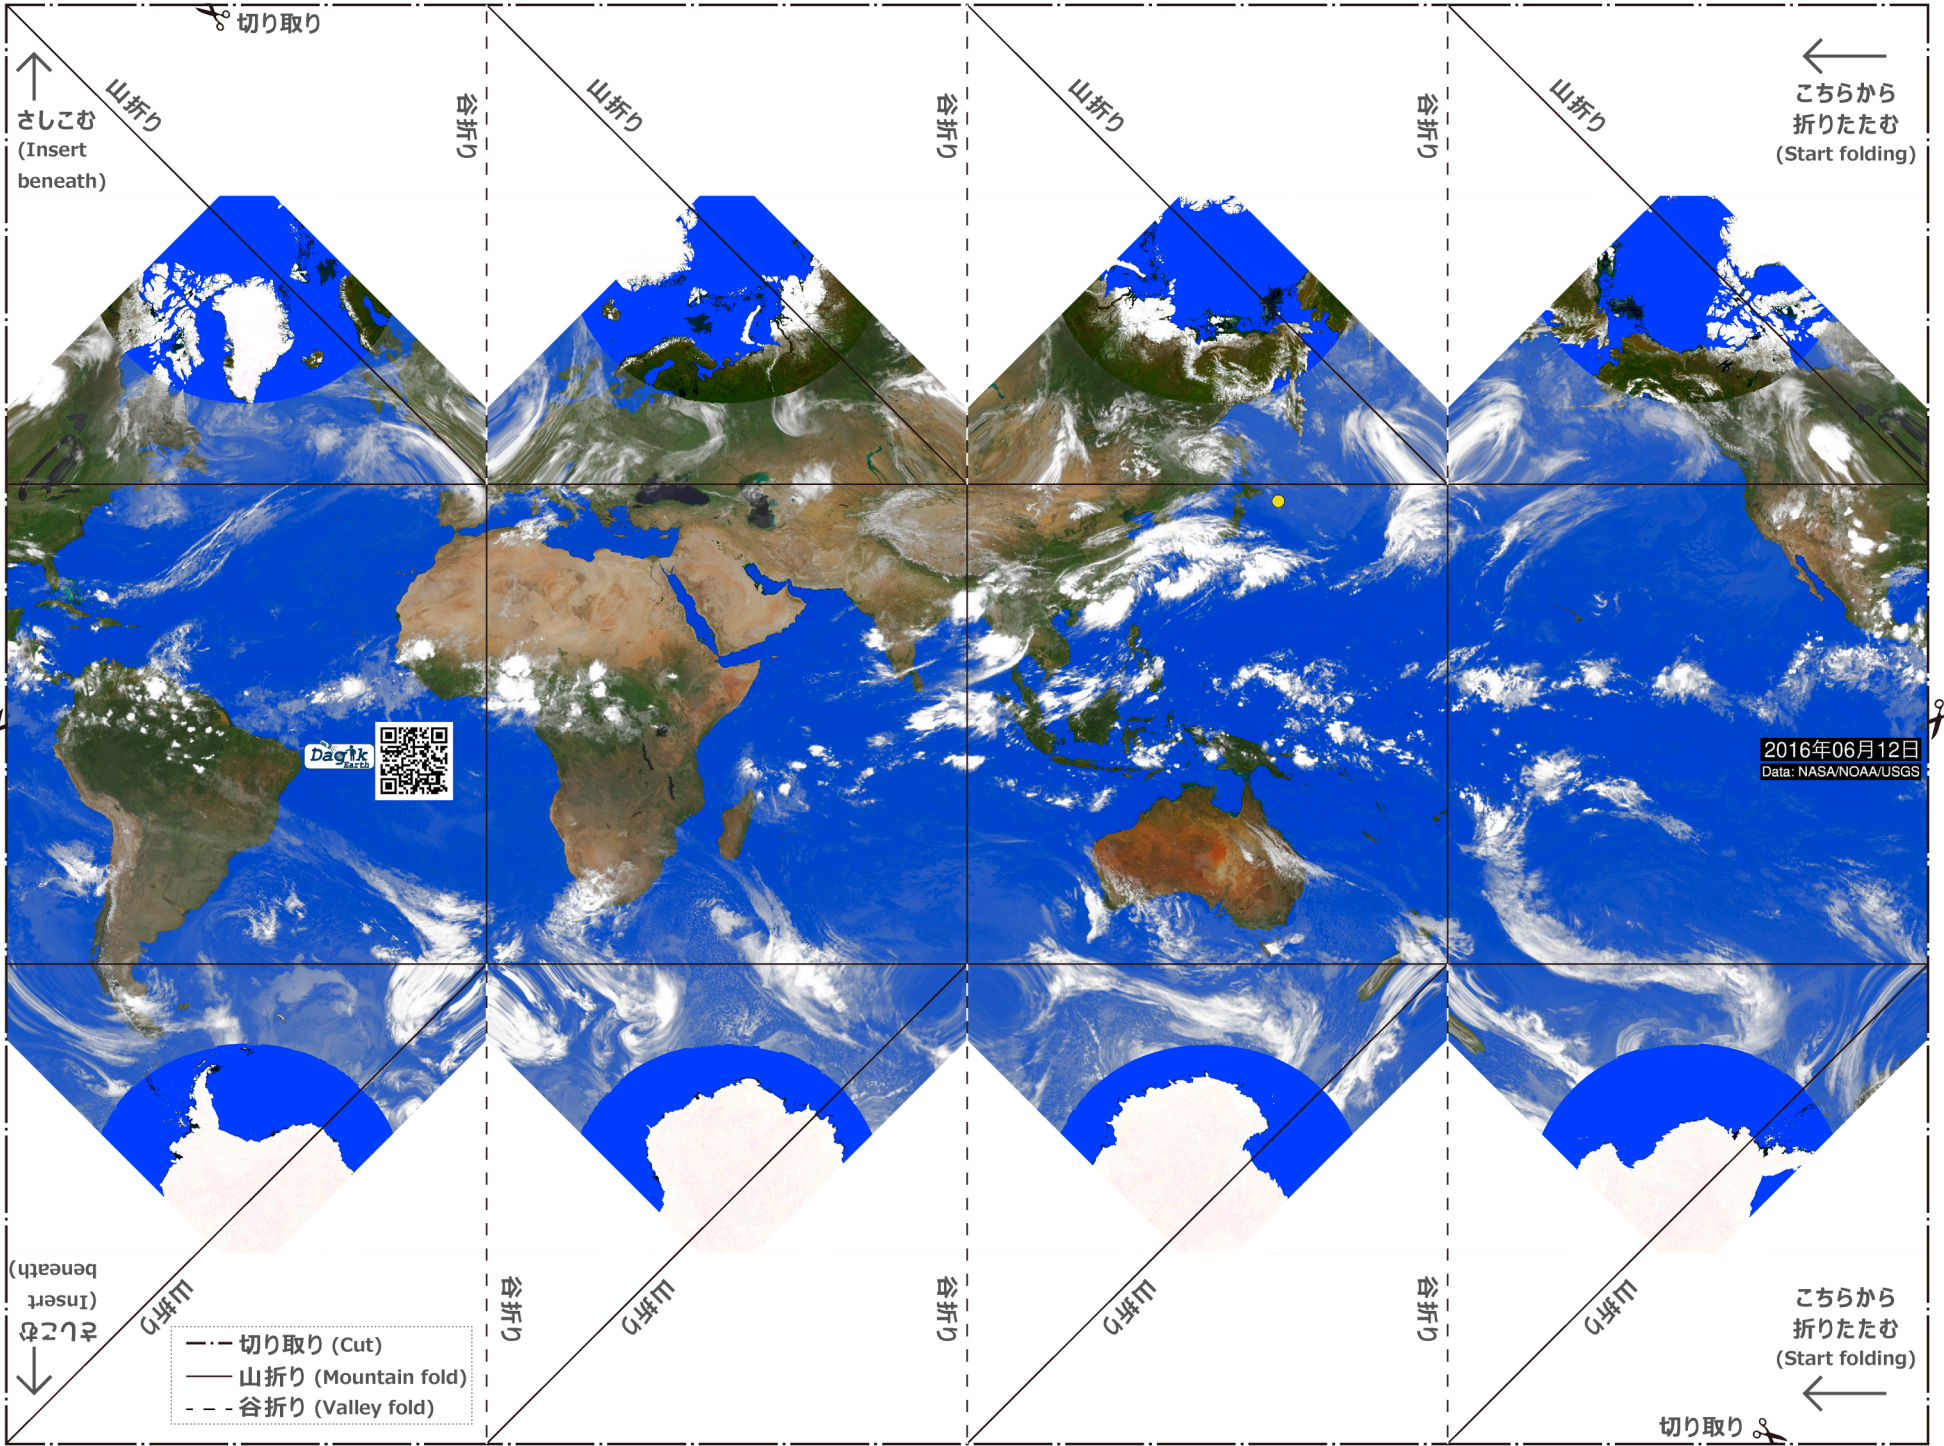 切り取り
山折り
谷折り
山折り
谷折り
山折り
谷折り
山折り
さしこむ
(Insert
beneath)
こちらから
折りたたむ
(Start folding)
Dagik
Earth
2016年06月12日
Data: NASA/NOAA/USGS
さしこむ
(Insert
beneath)
山折り
谷折り
山折り
谷折り
山折り
谷折り
山折り
こちらから
折りたたむ
(Start folding)
切り取り (Cut)
山折り (Mountain fold)
谷折り (Valley fold)
切り取り